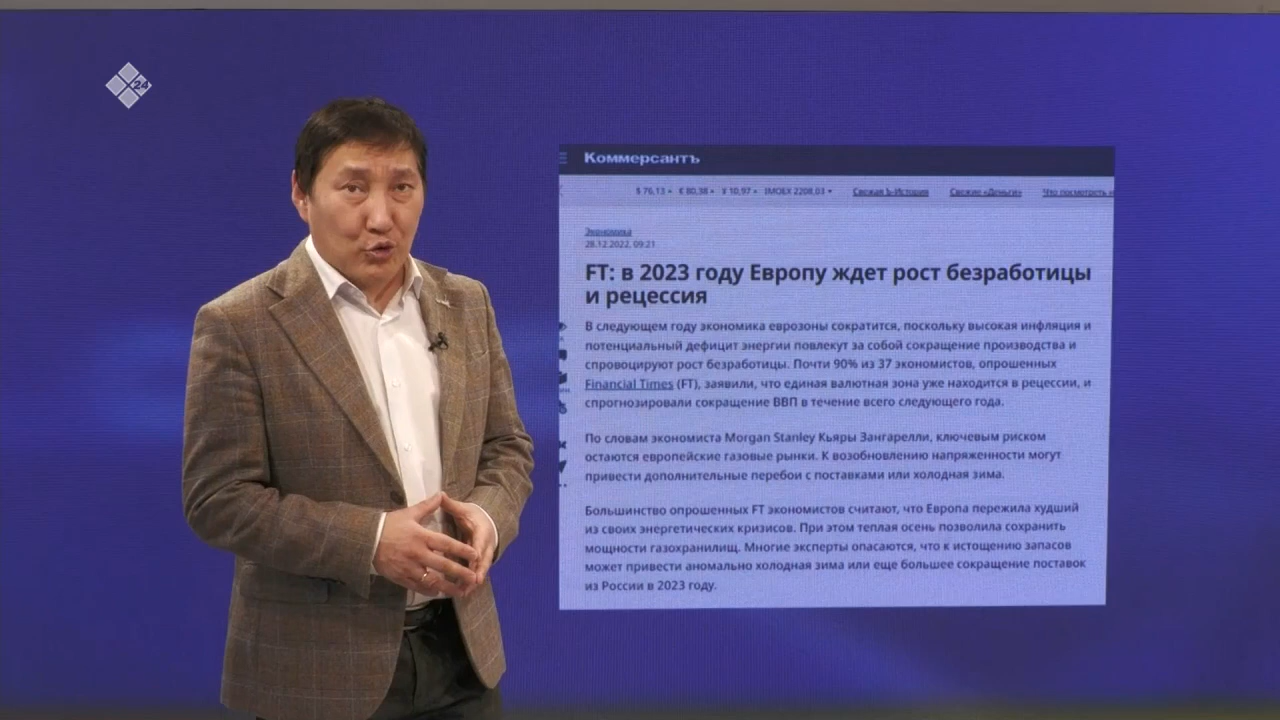 24
Коммерсантъ
$ 76,13 € 80,38 ¥ 10,97 IMOEX 2208,03 Свежая Ъ-История Свежие «Деньги» Что посмотреть
Экономика
28.12.2022, 09:21
FT: в 2023 году Европу ждет рост безработицы
и рецессия
В следующем году экономика еврозоны сократится, поскольку высокая инфляция и
потенциальный дефицит энергии повлекут за собой сокращение производства и
спровоцируют рост безработицы. Почти 90% из 37 экономистов, опрошенных
Financial Times (FT), заявили, что единая валютная зона уже находится в рецессии, и
спрогнозировали сокращение ВВП в течение всего следующего года.
По словам экономиста Morgan Stanley Кьяры Зангарелли, ключевым риском
остаются европейские газовые рынки. К возобновлению напряженности могут
привести дополнительные перебои с поставками или холодная зима.
Большинство опрошенных FT экономистов считают, что Европа пережила худший
из своих энергетических кризисов. При этом теплая осень позволила сохранить
мощности газохранилищ. Многие эксперты опасаются, что к истощению запасов
может привести аномально холодная зима или еще большее сокращение поставок
из России в 2023 году.